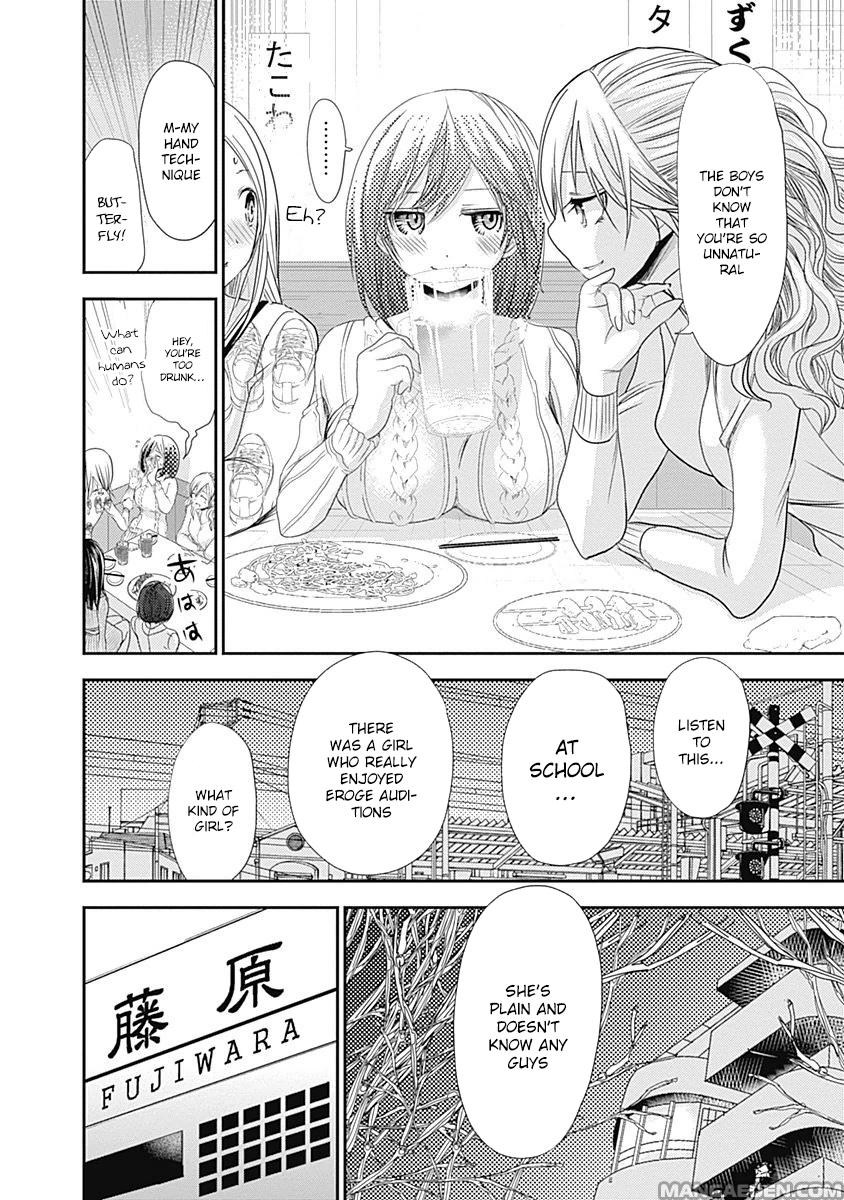 ずく
タ
THE BOYS
DON'T
KNOW
THAT
YOU'RE SO
UNNATU-
RAL
たこわ
………
Eh?
M-MY
HAND
TECH-
NIQUE
BUT-
TER-
FLY!
HEY,
YOU'RE
TOO
DRUNK...
What
can
humans
do?
あはは
LISTEN
TO
THIS...
AT
SCHOOL
...
THERE
WAS A GIRL
WHO REALLY
ENJOYED
EROGE AUDI-
TIONS
WHAT
KIND OF
GIRL?
SHE'S
PLAIN AND
DOESN'T
KNOW ANY
GUYS
藤原
FUJIWARA